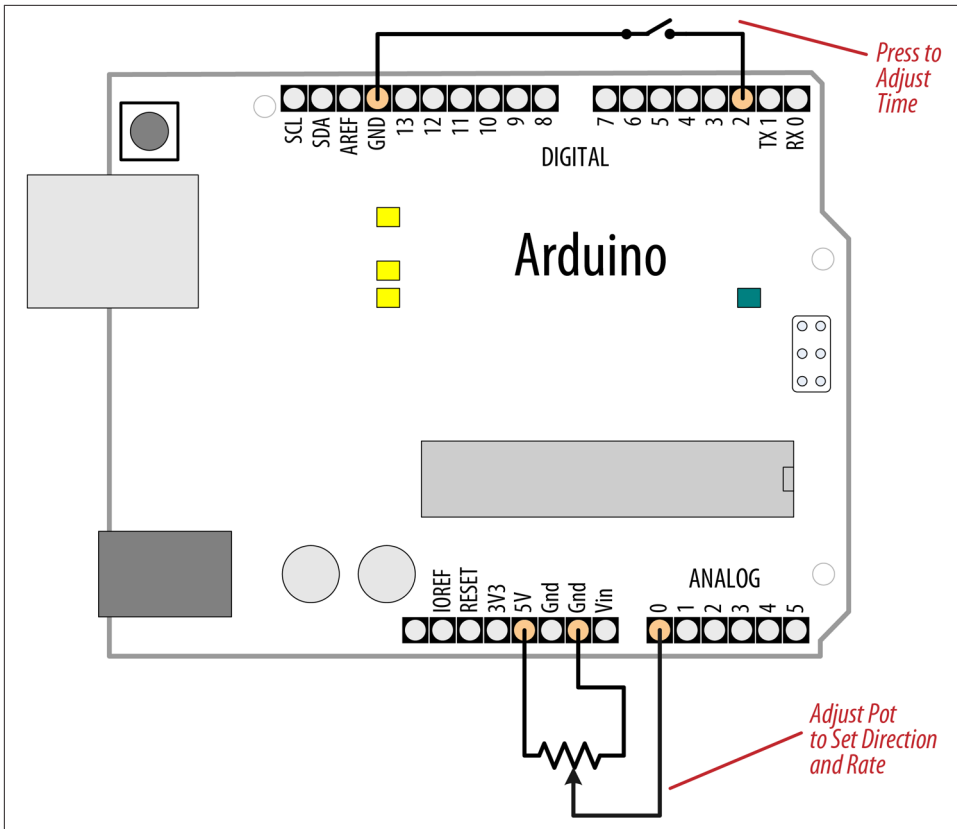 Press to
Adjust
Time
SCL
SDA
AREF
GND
13
12
11
10
9
8
7
6
5
4
3
2
TX 1
RX 0
DIGITAL
Arduino
IOREF
RESET
3V3
5V
Gnd
Gnd
Vin
ANALOG
0
1
2
3
4
5
Adjust Pot
to Set Direction
and Rate